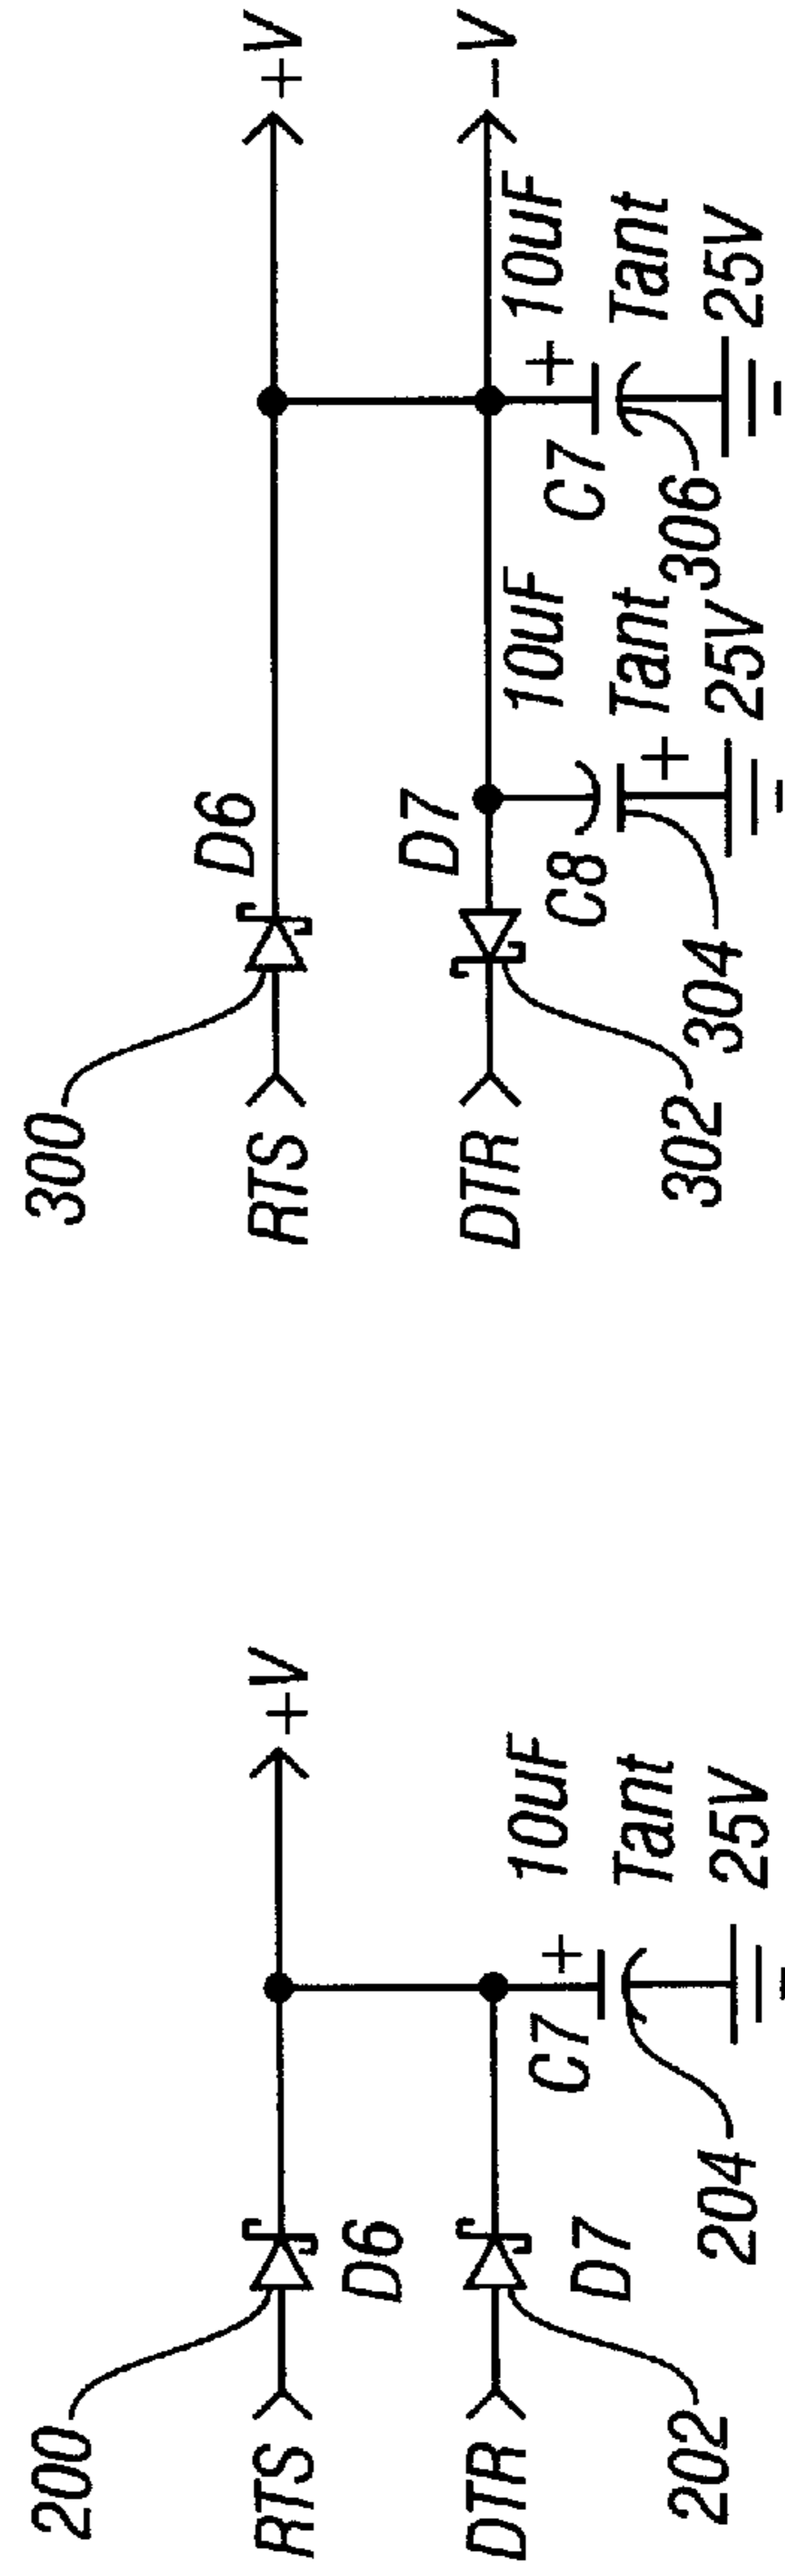 200
RTS
D6
+V
DTR
D7
C7
+
10uF
Tant
25V
202
204
300
RTS
D6
+V
DTR
D7
-V
C8
+
10uF
Tant
25V
C7
+
10uF
Tant
25V
302
304
306